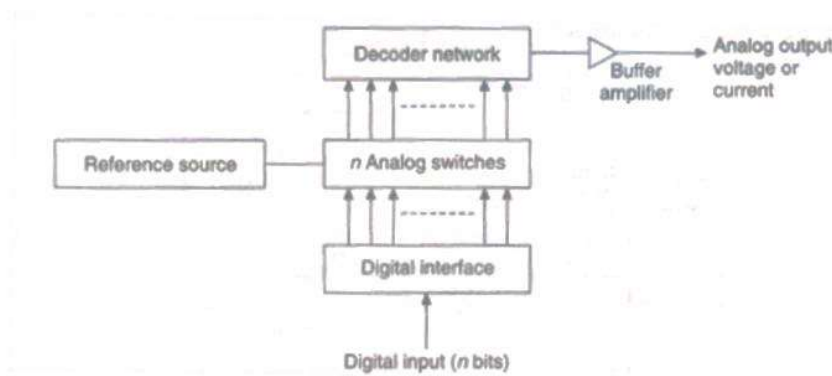 Decoder network
Buffer
amplifier
Analog output
voltage or
current
Reference source
n Analog switches
Digital interface
Digital input (n bits)